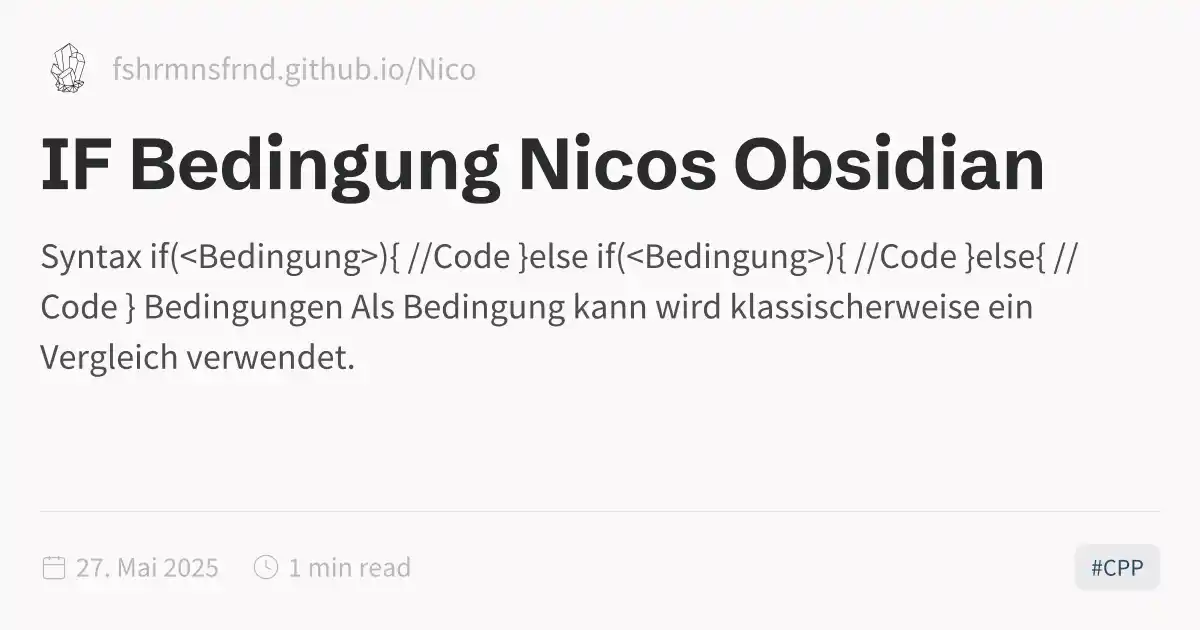 fshrmnsfrnd.github.io/Nico
IF Bedingung Nicos Obsidian
Syntax if(<Bedingung>){ //Code }else if(<Bedingung>){ //Code }else{ //
Code } Bedingungen Als Bedingung kann wird klassischerweise ein
Vergleich verwendet.
27. Mai 2025
1 min read
#CPP